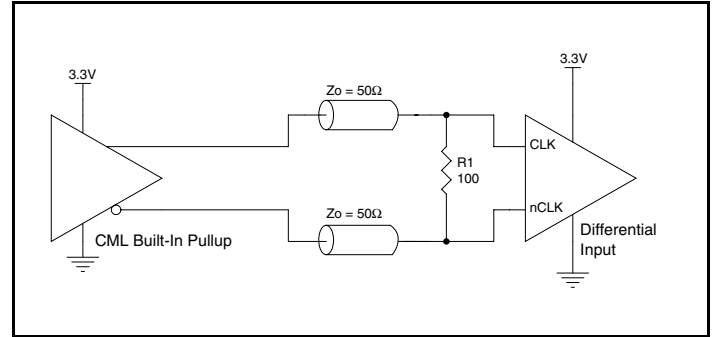 3.3V
3.3V
Zo = 50Ω
CLK
R1
100
Zo = 50Ω
nCLK
CML Built-In Pullup
Differential
Input